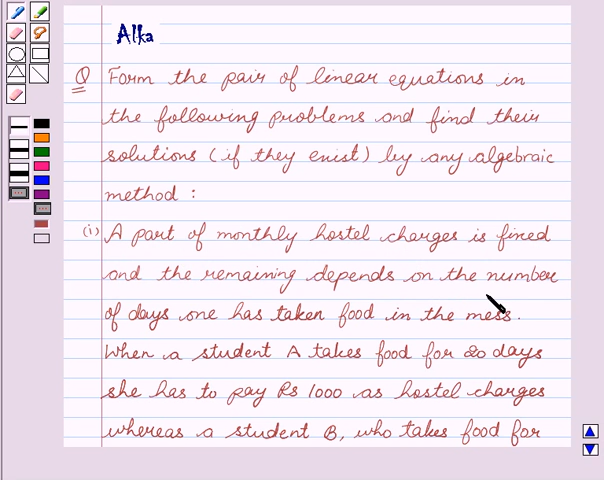 Alka
Q Form the pair of linear equations in
the following problems and find their
solutions (if they exist) by any algebraic
method :
(i) A part of monthly hostel charges is fixed
and the remaining depends on the number
of days one has taken food in the mess.
When a student A takes food for 20 days
she has to pay Rs 1000 as hostel charges
whereas a student B, who takes food for